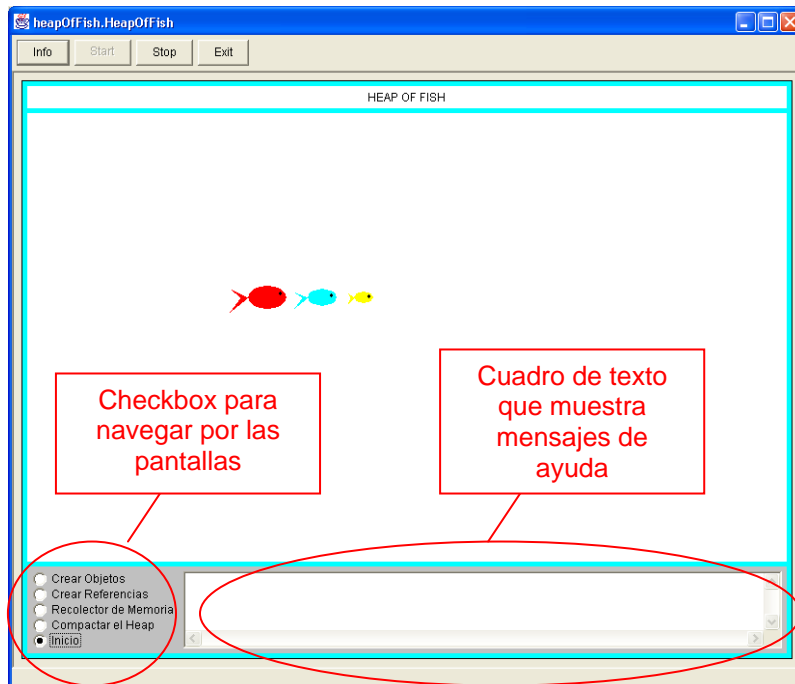 heapOfFish.HeapOfFish
Info Start Stop Exit
HEAP OF FISH
Checkbox para
navegar por las
pantallas
Cuadro de texto
que muestra
mensajes de
ayuda
Crear Objetos
Crear Referencias
Recolector de Memoria
Compactar el Heap
Inicio